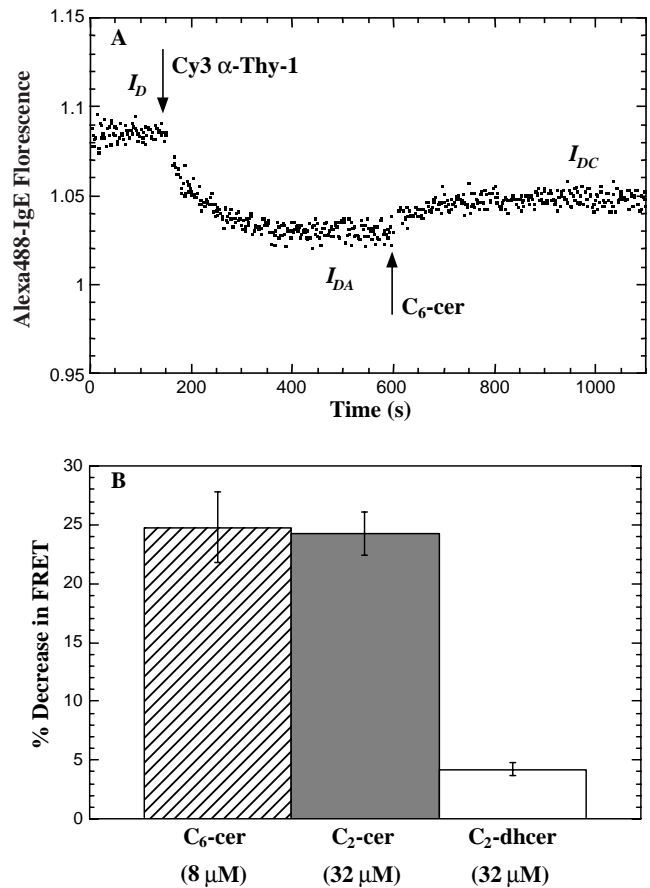 A
Cy3 α-Thy-1
I_D
Alexa488-IgE Florescence
1.15
1.1
1.05
1
0.95
I_DC
I_DA
C₆-cer
0 200 400 600 800 1000
Time (s)
B
% Decrease in FRET
30
25
20
15
10
5
0
C₆-cer C₂-cer C₂-dhcer
(8 μM) (32 μM) (32 μM)